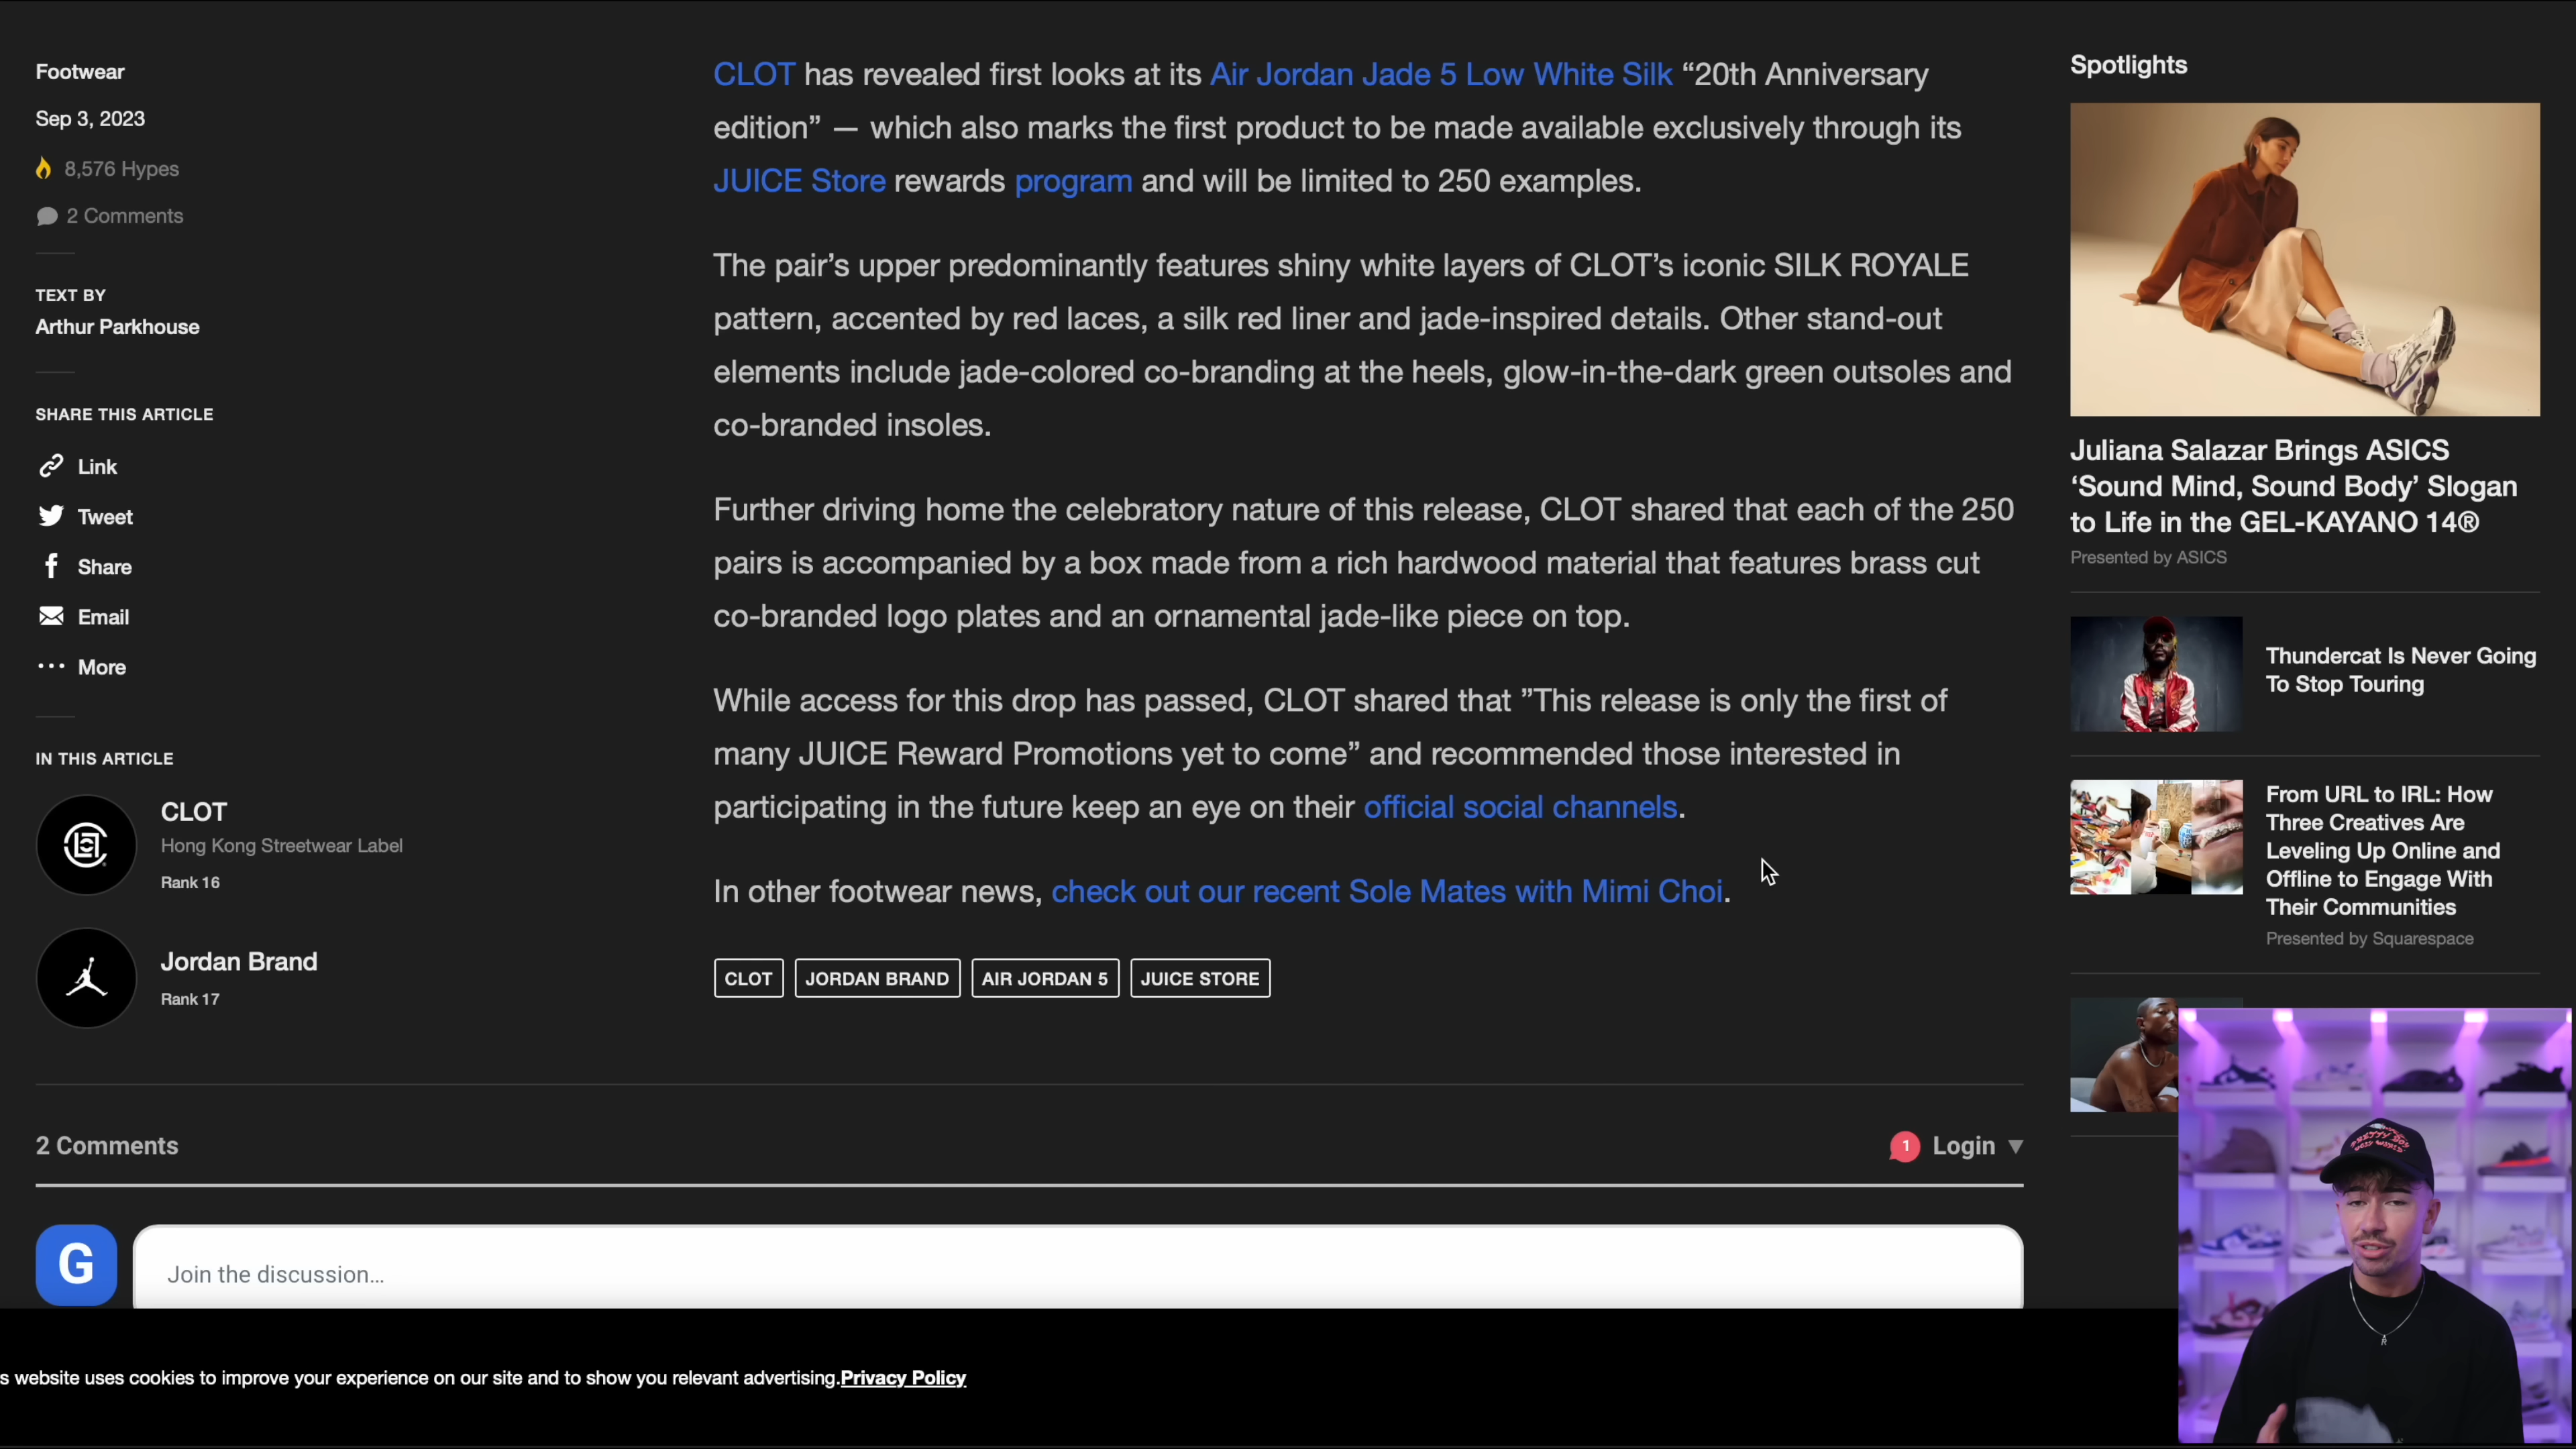 Footwear
Sep 3, 2023
8,576 Hypes
2 Comments
TEXT BY
Arthur Parkhouse
SHARE THIS ARTICLE
Link
Tweet
Share
Email
More
IN THIS ARTICLE
CLOT
Hong Kong Streetwear Label
Rank 16
Jordan Brand
Rank 17
CLOT has revealed first looks at its Air Jordan Jade 5 Low White Silk “20th Anniversary
edition” — which also marks the first product to be made available exclusively through its
JUICE Store rewards program and will be limited to 250 examples.
The pair’s upper predominantly features shiny white layers of CLOT’s iconic SILK ROYALE
pattern, accented by red laces, a silk red liner and jade-inspired details. Other stand-out
elements include jade-colored co-branding at the heels, glow-in-the-dark green outsoles and
co-branded insoles.
Further driving home the celebratory nature of this release, CLOT shared that each of the 250
pairs is accompanied by a box made from a rich hardwood material that features brass cut
co-branded logo plates and an ornamental jade-like piece on top.
While access for this drop has passed, CLOT shared that ”This release is only the first of
many JUICE Reward Promotions yet to come” and recommended those interested in
participating in the future keep an eye on their official social channels.
In other footwear news, check out our recent Sole Mates with Mimi Choi.
CLOT
JORDAN BRAND
AIR JORDAN 5
JUICE STORE
2 Comments
1
Login
G
Join the discussion…
s website uses cookies to improve your experience on our site and to show you relevant advertising.Privacy Policy
Spotlights
Juliana Salazar Brings ASICS
‘Sound Mind, Sound Body’ Slogan
to Life in the GEL-KAYANO 14®
Presented by ASICS
Thundercat Is Never Going
To Stop Touring
From URL to IRL: How
Three Creatives Are
Leveling Up Online and
Offline to Engage With
Their Communities
Presented by Squarespace